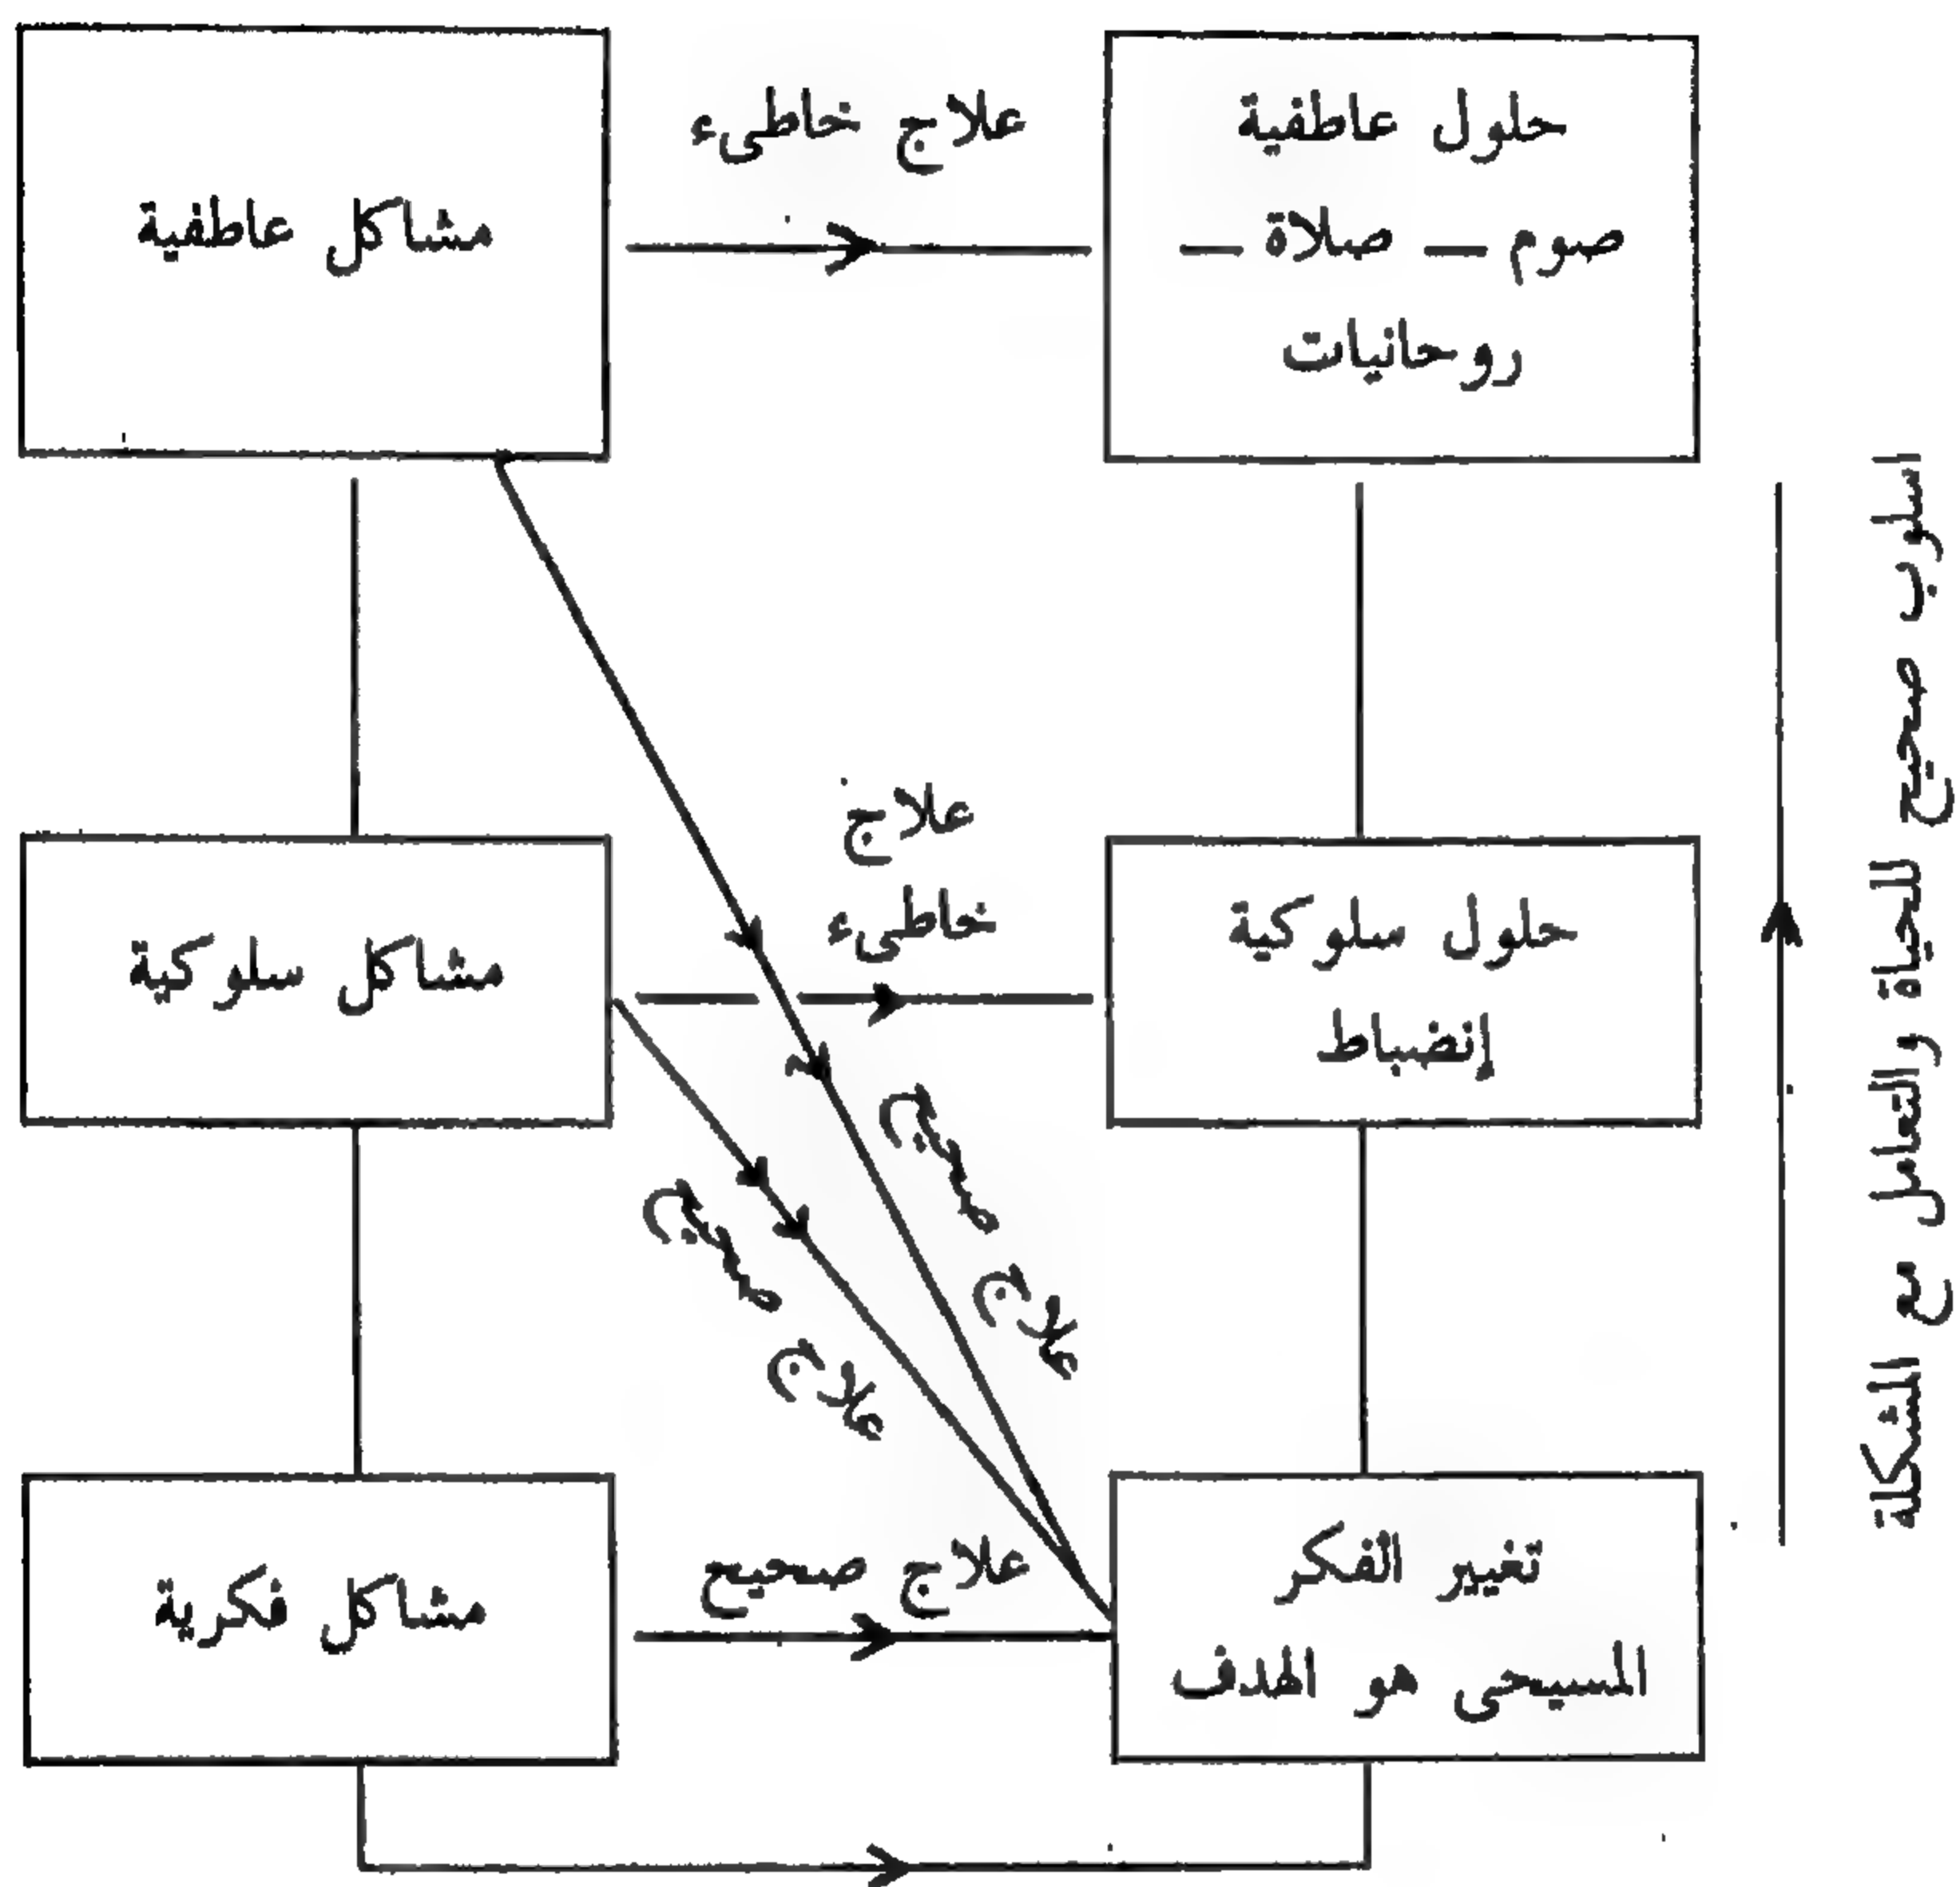 حلول عاطفية
صوم — صلاة —
روحانيات
علاج خاطىء
مشاكل عاطفية
علاج
خاطىء
حلول سلوكية
إنضباط
مشاكل سلوكية
علاج صحيح
علاج صحيح
تغيير الفكر
المسيحى هو الهدف
علاج صحيح
مشاكل فكرية
اسلوب صحيح للحياة والتعامل مع المشكلة